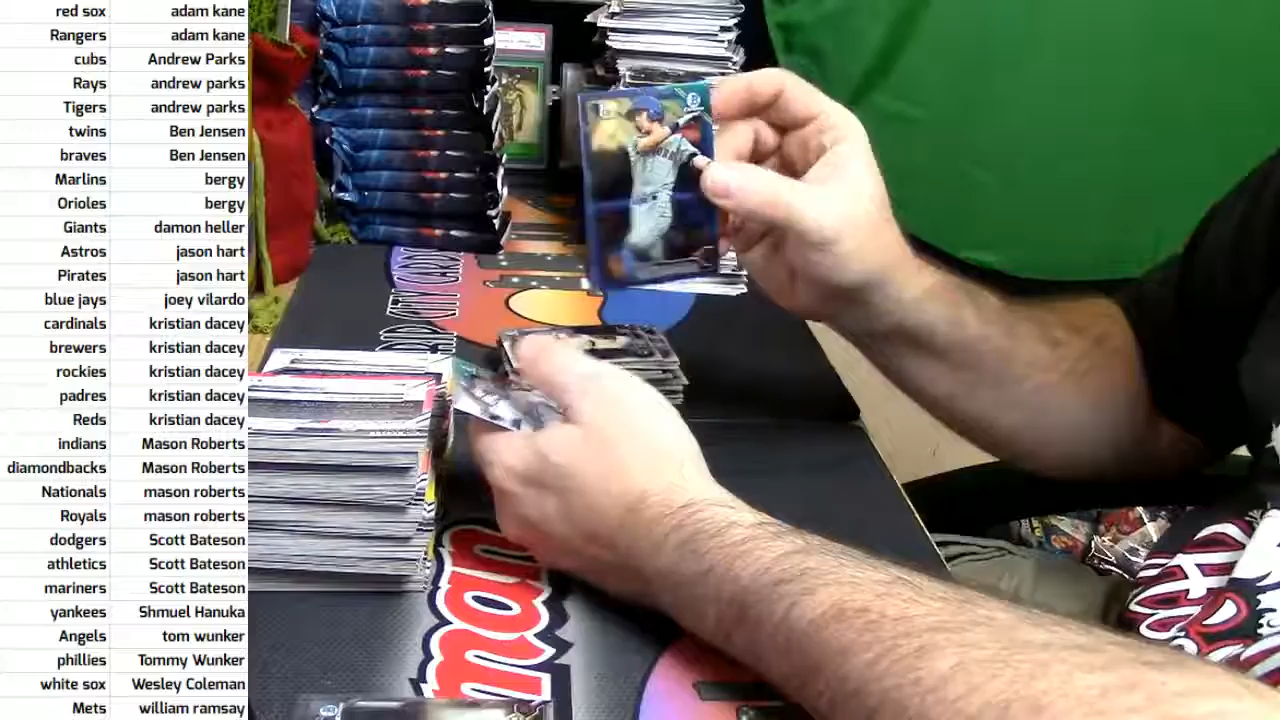 red sox adam kane
Rangers adam kane
cubs Andrew Parks
Rays andrew parks
Tigers andrew parks
twins Ben Jensen
braves Ben Jensen
Marlins bergy
Orioles bergy
Giants damon heller
Astros jason hart
Pirates jason hart
blue jays joey vilardo
cardinals kristian dacey
brewers kristian dacey
rockies kristian dacey
padres kristian dacey
Reds kristian dacey
indians Mason Roberts
diamondbacks Mason Roberts
Nationals mason roberts
Royals mason roberts
dodgers Scott Bateson
athletics Scott Bateson
mariners Scott Bateson
yankees Shmuel Hanuka
Angels tom wunker
phillies Tommy Wunker
white sox Wesley Coleman
Mets william ramsay
RIP CITY CARDS